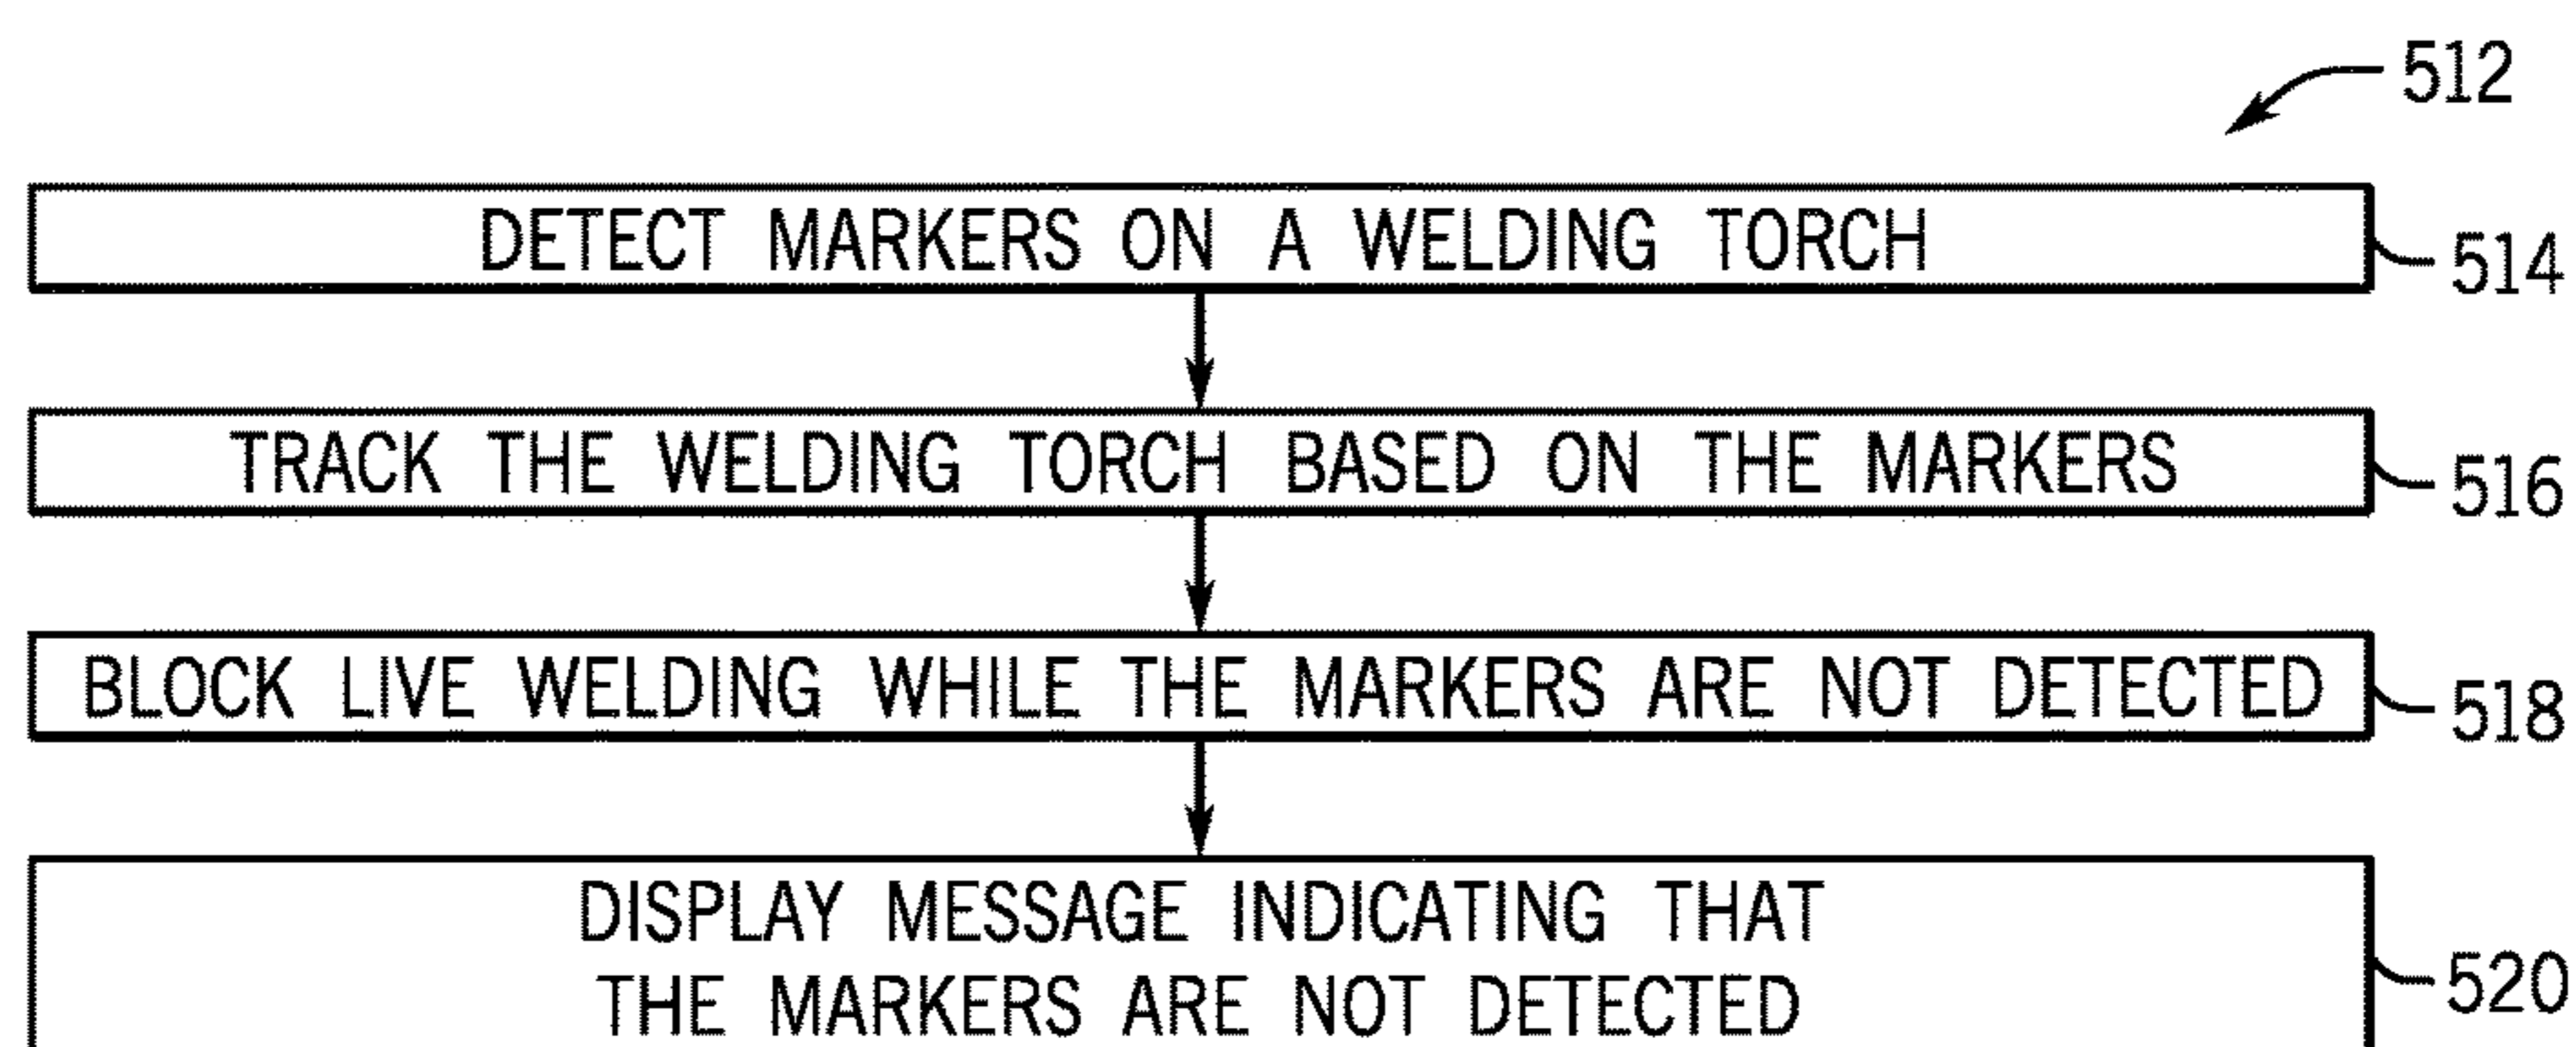 512
DETECT MARKERS ON A WELDING TORCH
514
TRACK THE WELDING TORCH BASED ON THE MARKERS
516
BLOCK LIVE WELDING WHILE THE MARKERS ARE NOT DETECTED
518
DISPLAY MESSAGE INDICATING THAT
THE MARKERS ARE NOT DETECTED
520